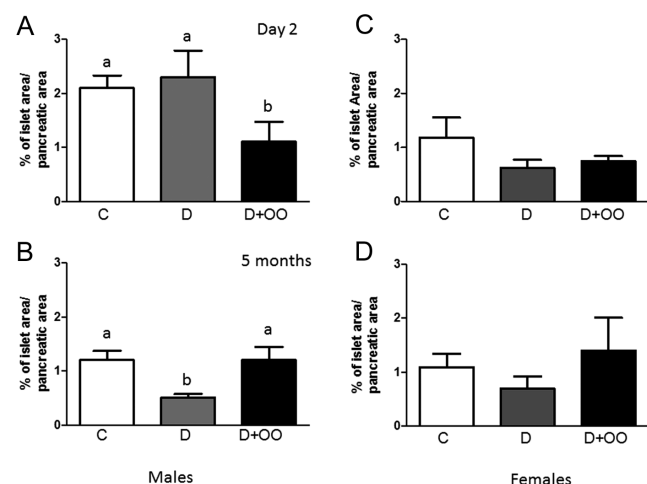 A
Day 2
% of islet area/
pancreatic area
3
2
1
0
a
a
b
C
D
D+OO
C
% of islet Area/
pancreatic area
3
2
1
0
C
D
D+OO
B
5 months
% of islet area/
pancreatic area
3
2
1
0
a
b
a
C
D
D+OO
Males
D
% of islet area/
pancreatic area
3
2
1
0
C
D
D+OO
Females